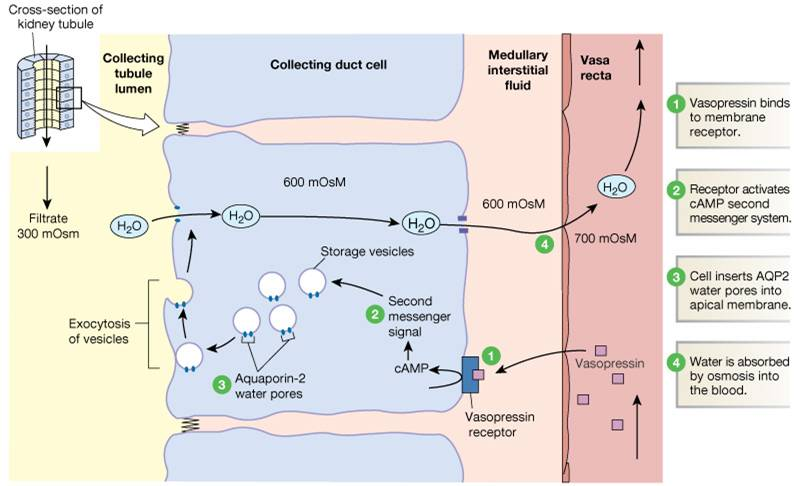 Cross-section of
kidney tubule
Collecting
tubule
lumen
Collecting duct cell
Medullary
interstitial
fluid
Vasa
recta
1 Vasopressin binds
to membrane
receptor.
2 Receptor activates
cAMP second
messenger system.
3 Cell inserts AQP2
water pores into
apical membrane.
4 Water is absorbed
by osmosis into
the blood.
Filtrate
300 mOsm
H2O
H2O
600 mOsM
H2O
600 mOsM
4
H2O
700 mOsM
Storage vesicles
2 Second
messenger
signal
Exocytosis
of vesicles
3 Aquaporin-2
water pores
cAMP
1
Vasopressin
Vasopressin
receptor